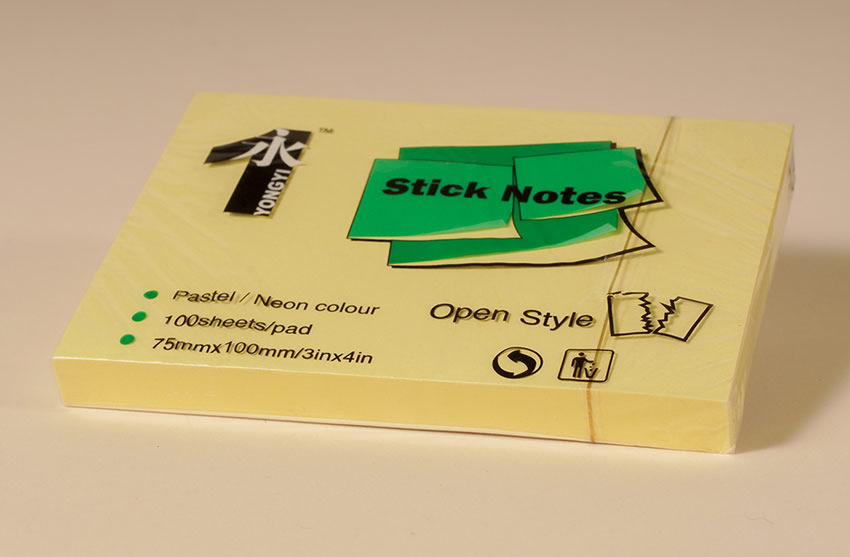 永
YONGYI
™
Stick Notes
Pastel / Neon colour
100sheets/pad
75mmx100mm/3inx4in
Open Style